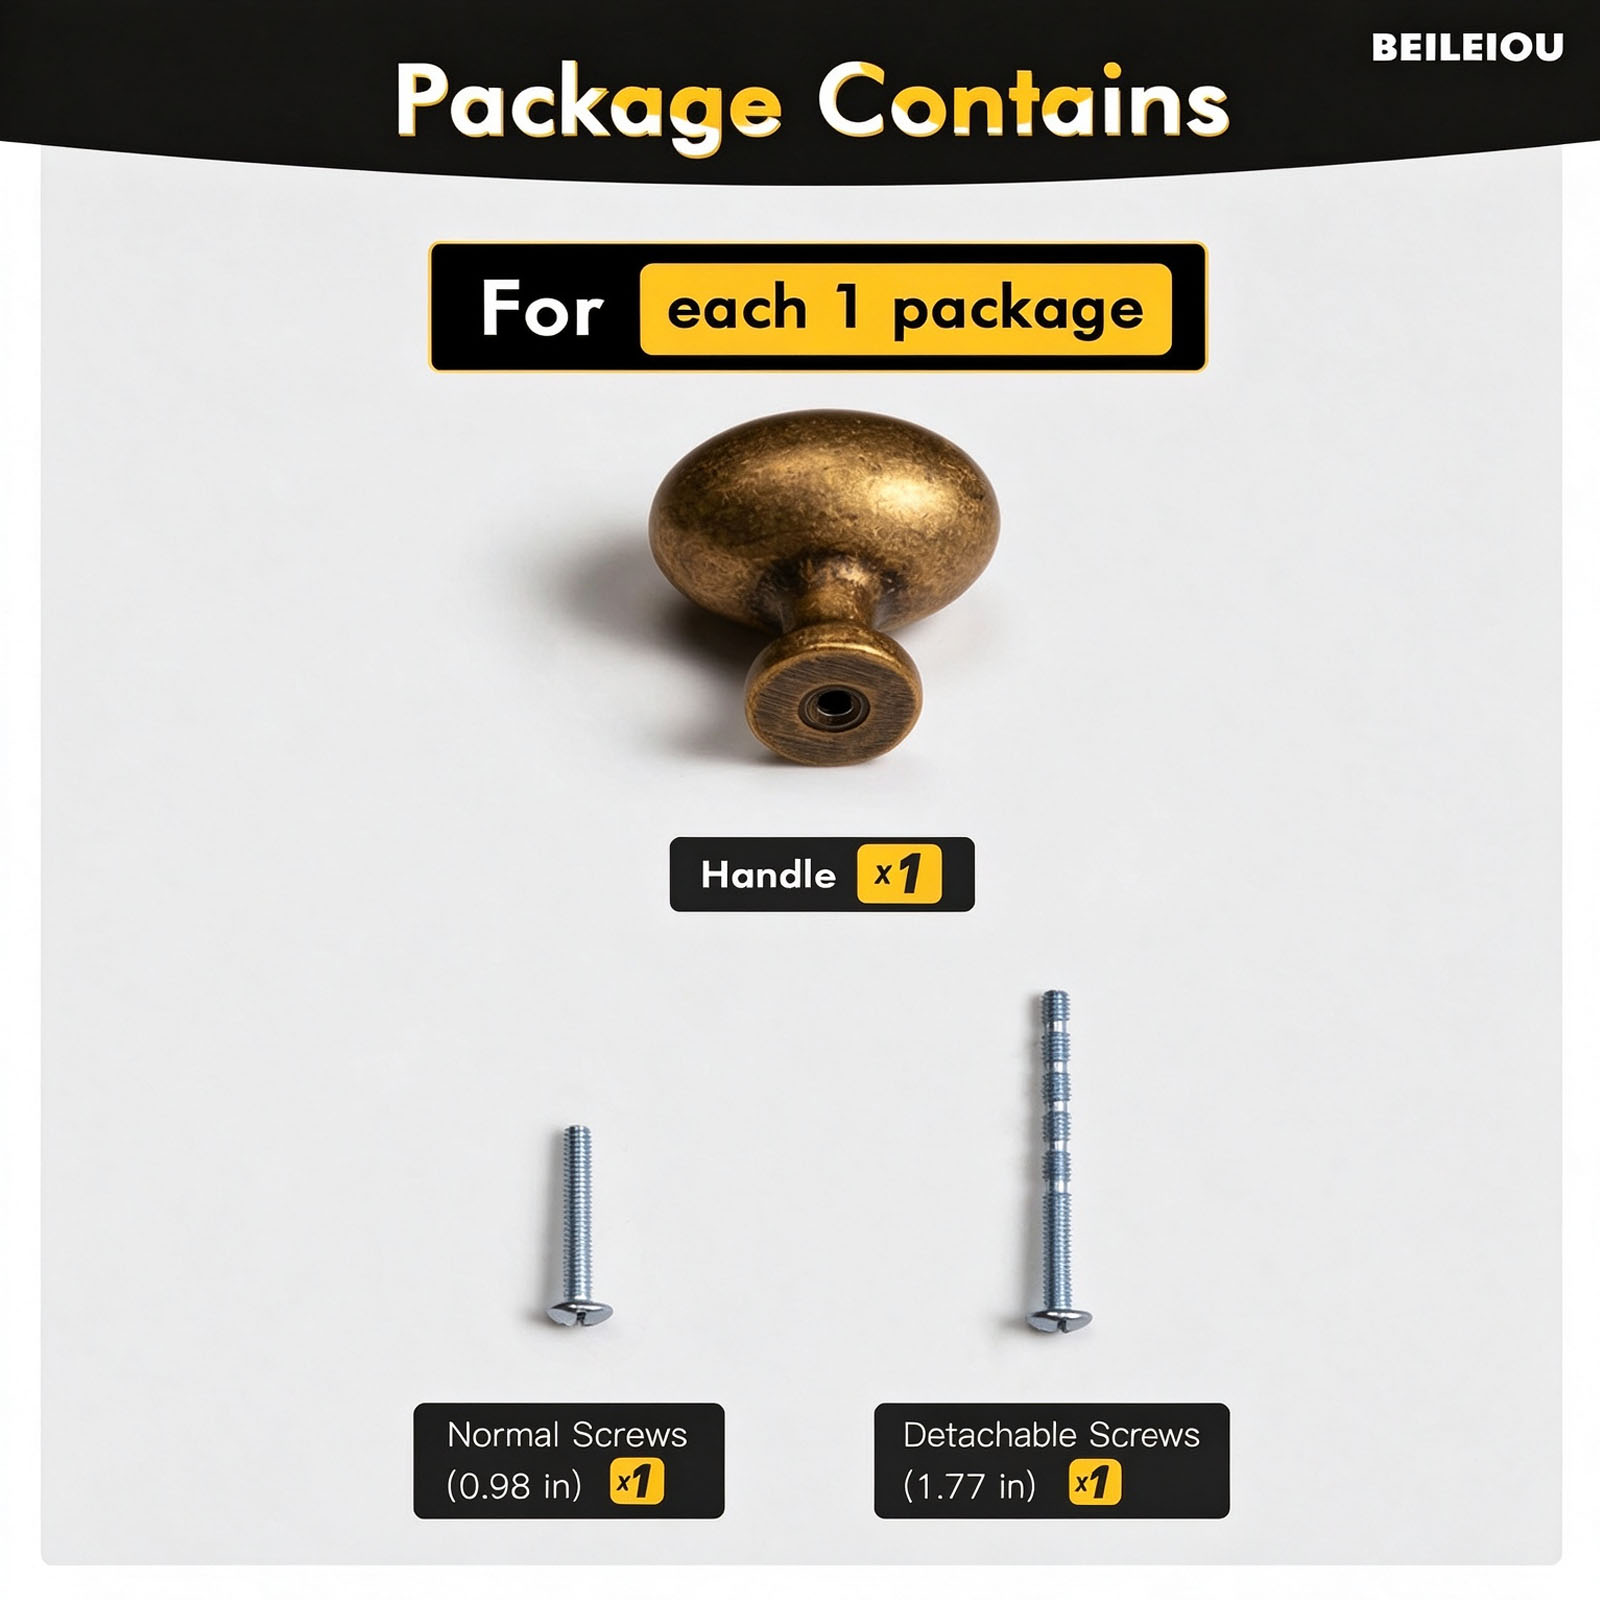 BEILEIOU
Package Contains
For each 1 package
Handle x1
Normal Screws
(0.98 in) x1
Detachable Screws
(1.77 in) x1